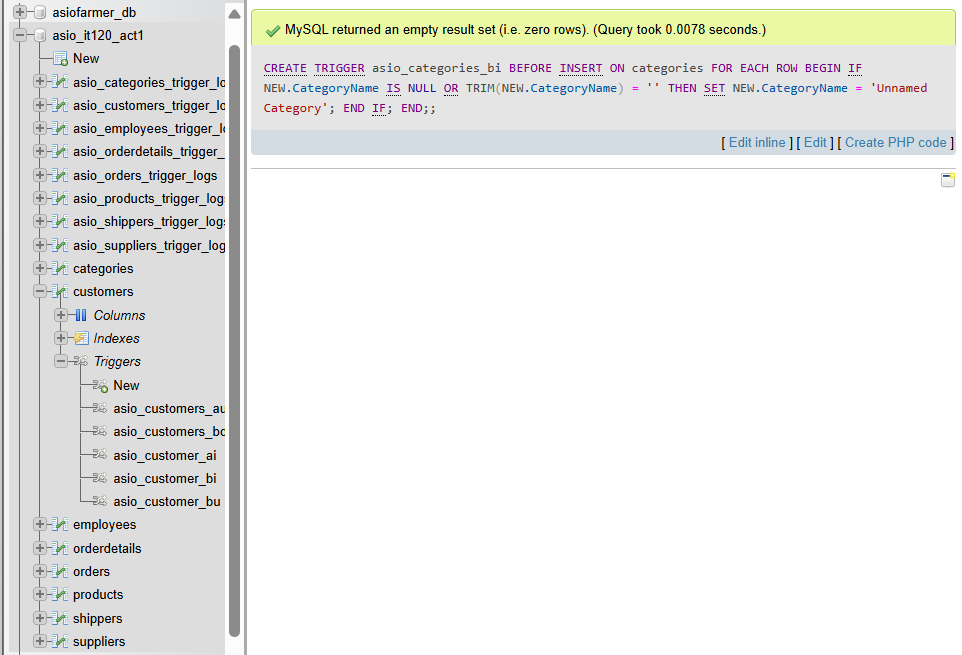 asiofarmer_db
asio_it120_act1
New
asio_categories_trigger_lo
asio_customers_trigger_lo
asio_employees_trigger_l
asio_orderdetails_trigger_
asio_orders_trigger_logs
asio_products_trigger_log
asio_shippers_trigger_logs
asio_suppliers_trigger_log
categories
customers
Columns
Indexes
Triggers
New
asio_customers_au
asio_customers_bd
asio_customer_ai
asio_customer_bi
asio_customer_bu
employees
orderdetails
orders
products
shippers
suppliers
MySQL returned an empty result set (i.e. zero rows). (Query took 0.0078 seconds.)
CREATE TRIGGER asio_categories_bi BEFORE INSERT ON categories FOR EACH ROW BEGIN IF
NEW.CategoryName IS NULL OR TRIM(NEW.CategoryName) = '' THEN SET NEW.CategoryName = 'Unnamed
Category'; END IF; END;;
[ Edit inline ] [ Edit ] [ Create PHP code ]